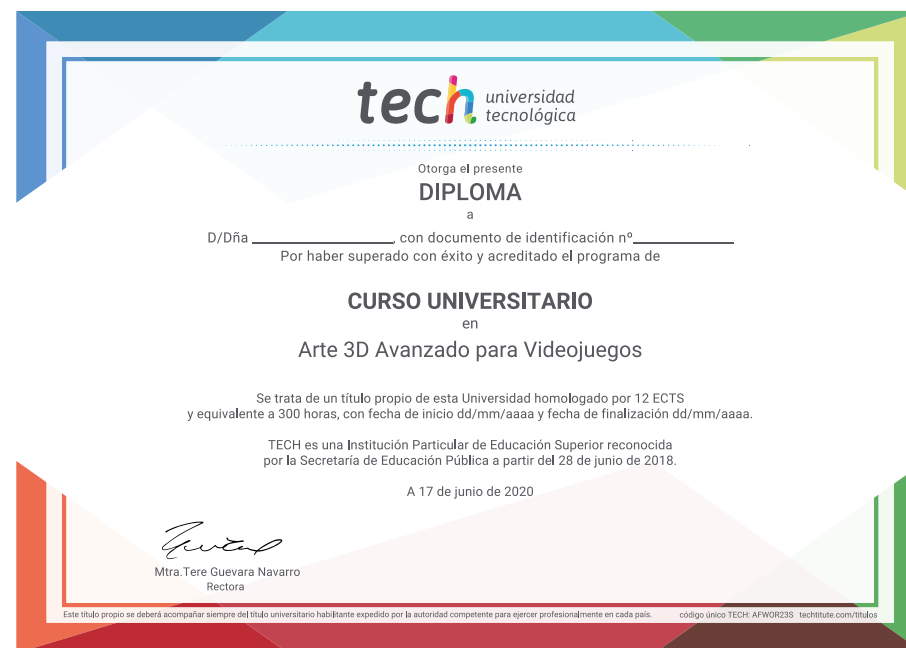 tech universidad
tecnológica
Otorga el presente
DIPLOMA
a
D/Dña ____________________, con documento de identificación nº______________
Por haber superado con éxito y acreditado el programa de
CURSO UNIVERSITARIO
en
Arte 3D Avanzado para Videojuegos
Se trata de un título propio de esta Universidad homologado por 12 ECTS
y equivalente a 300 horas, con fecha de inicio dd/mm/aaaa y fecha de finalización dd/mm/aaaa.
TECH es una Institución Particular de Educación Superior reconocida
por la Secretaría de Educación Pública a partir del 28 de junio de 2018.
A 17 de junio de 2020
Mtra.Tere Guevara Navarro
Rectora
Este título propio se deberá acompañar siempre del título universitario habilitante expedido por la autoridad competente para ejercer profesionalmente en cada país. código único TECH: AFWOR23S techtitute.com/titulos